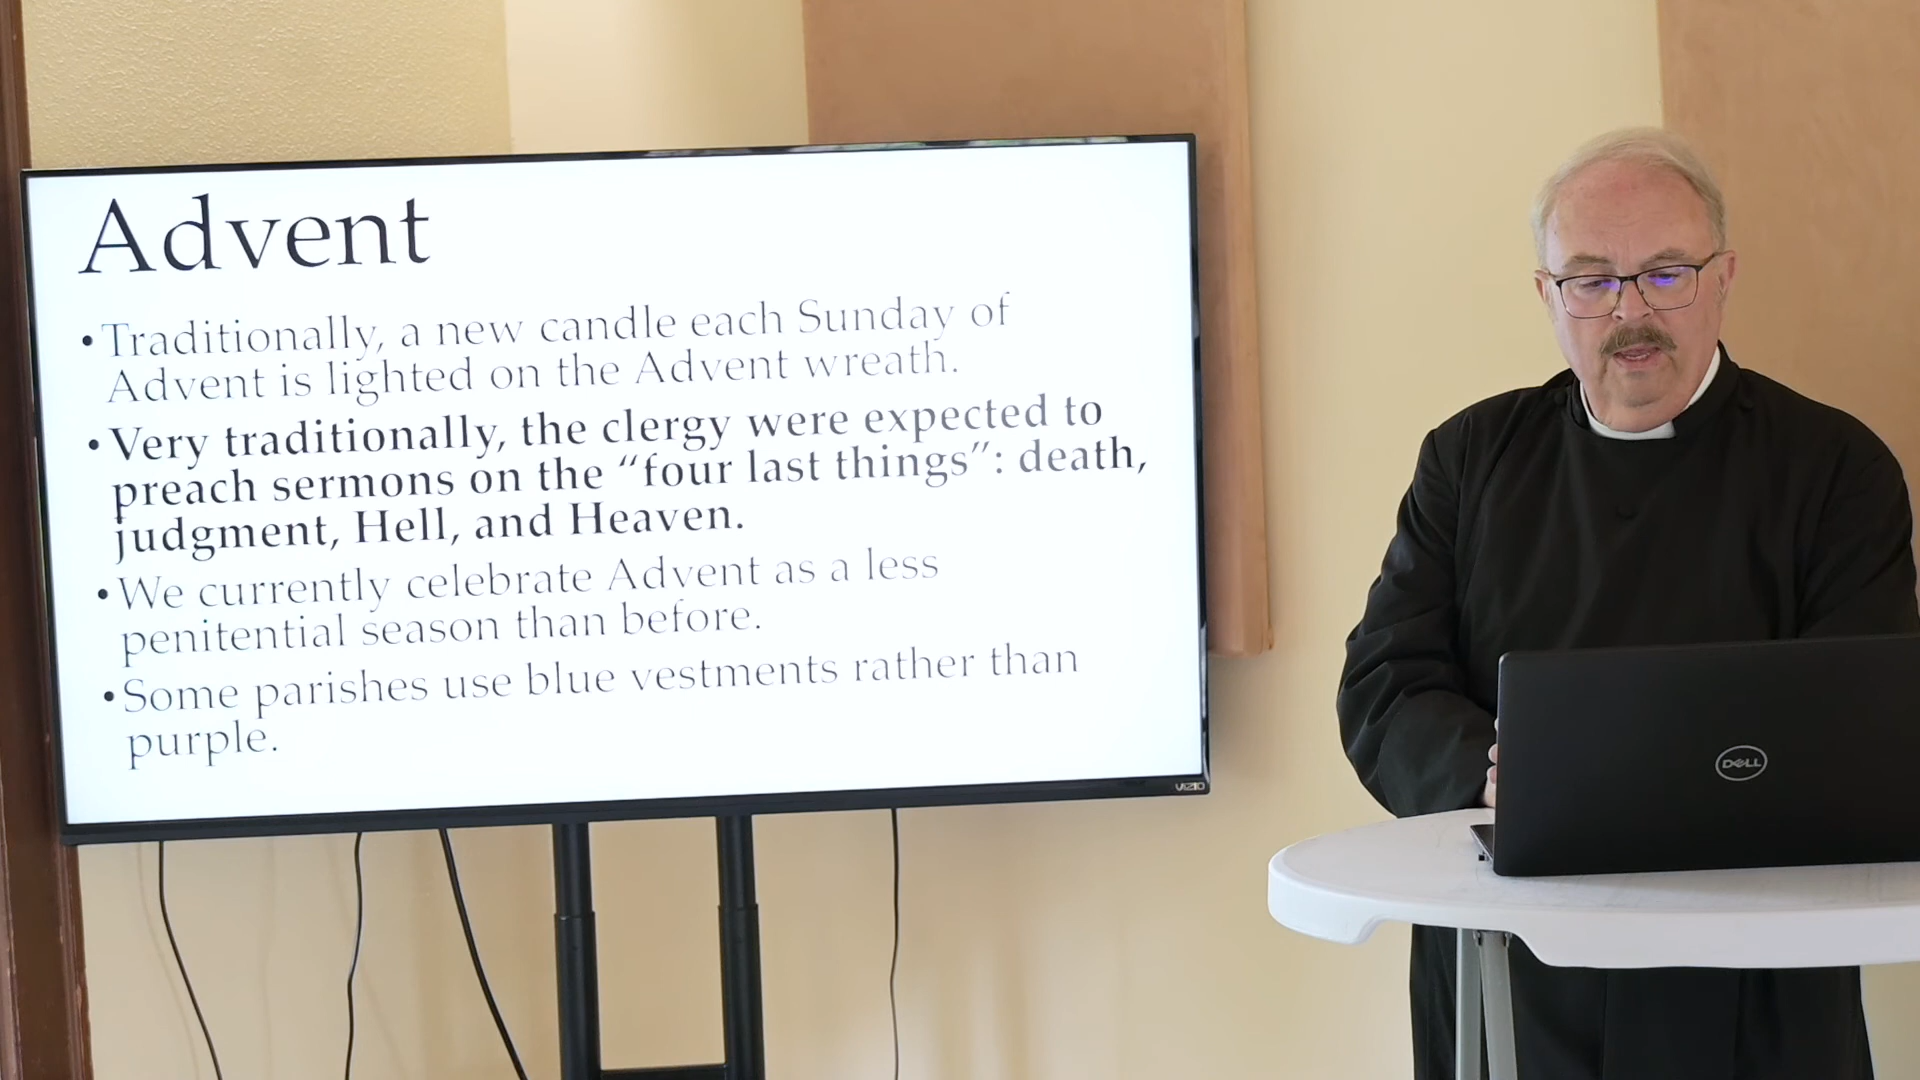 Advent
•Traditionally, a new candle each Sunday of
Advent is lighted on the Advent wreath.
•Very traditionally, the clergy were expected to
preach sermons on the “four last things”: death,
judgment, Hell, and Heaven.
•We currently celebrate Advent as a less
penitential season than before.
•Some parishes use blue vestments rather than
purple.
VIZIO
DELL